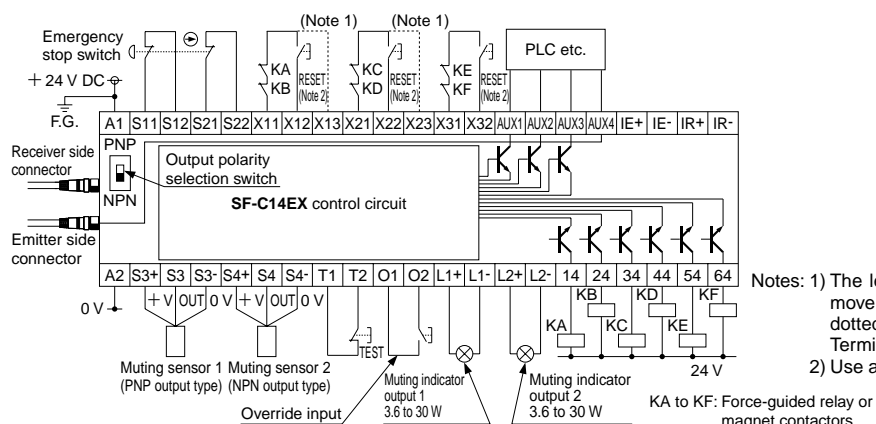 (Note 1) (Note 1)
Emergency
stop switch
+ 24 V DC
F.G.
KA
KB
RESET
(Note 2)
KC
KD
RESET
(Note 2)
KE
KF
RESET
(Note 2)
PLC etc.
A1 S11 S12 S21 S22 X11 X12 X13 X21 X22 X23 X31 X32 AUX1 AUX2 AUX3 AUX4 IE+ IE- IR+ IR-
Receiver side
connector
PNP
NPN
Output polarity
selection switch
SF-C14EX control circuit
Emitter side
connector
A2 S3+ S3 S3- S4+ S4 S4- T1 T2 O1 O2 L1+ L1- L2+ L2- 14 24 34 44 54 64
0 V
+ V OUT 0 V + V OUT 0 V
TEST
KB KD KF
KA KC KE
24 V
Muting sensor 1
(PNP output type)
Muting sensor 2
(NPN output type)
Override input
Muting indicator
output 1
3.6 to 30 W
Muting indicator
output 2
3.6 to 30 W
Notes: 1) The
move
dotted
Termi
2) Use a
KA to KF: Force-guided relay or
magnet contactors